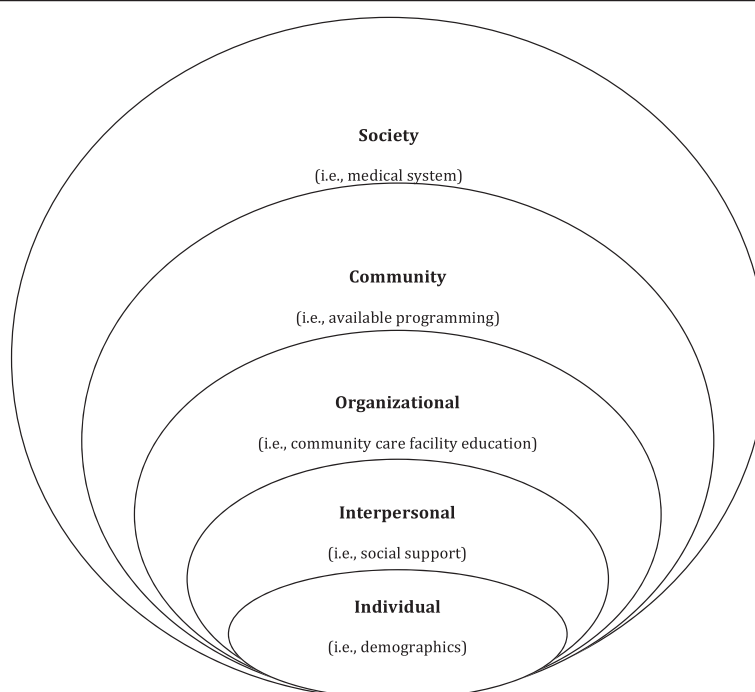 Society
(i.e., medical system)
Community
(i.e., available programming)
Organizational
(i.e., community care facility education)
Interpersonal
(i.e., social support)
Individual
(i.e., demographics)